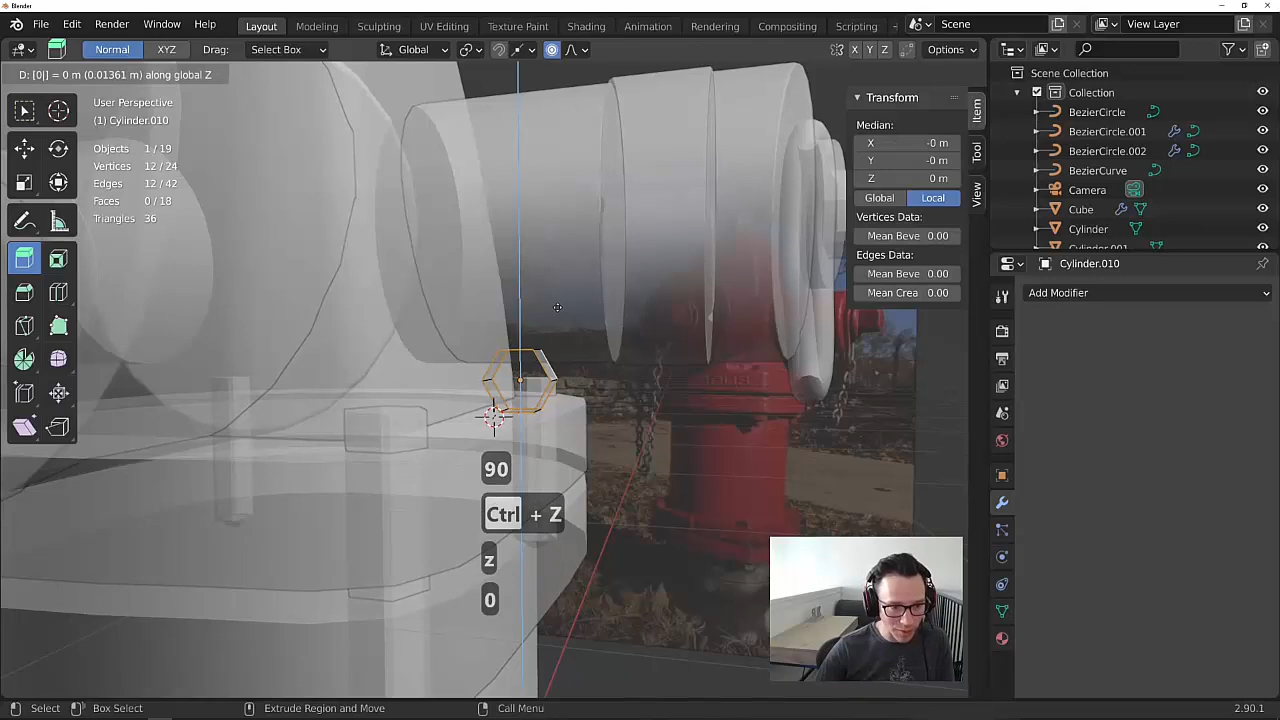 Blender
File Edit Render Window Help Layout Modeling Sculpting UV Editing Texture Paint Shading Animation Rendering Compositing Scripting Scene View Layer
Normal XYZ Drag: Select Box Global X Y Z Options
D: [0|] = 0 m (0.01361 m) along global Z
User Perspective
(1) Cylinder.010
Objects 1/19
Vertices 12/24
Edges 12/42
Faces 0/18
Triangles 36
Transform
Median:
X -0 m
Y -0 m
Z 0 m
Global Local
Vertices Data:
Mean Beve 0.00
Edges Data:
Mean Beve 0.00
Mean Crea 0.00
Item
Tool
View
Scene Collection
Collection
BezierCircle
BezierCircle.001
BezierCircle.002
BezierCurve
Camera
Cube
Cylinder
Cylinder.001
Cylinder.010
Add Modifier
90
Ctrl + Z
z
0
Select Box Select Extrude Region and Move Call Menu 2.90.1